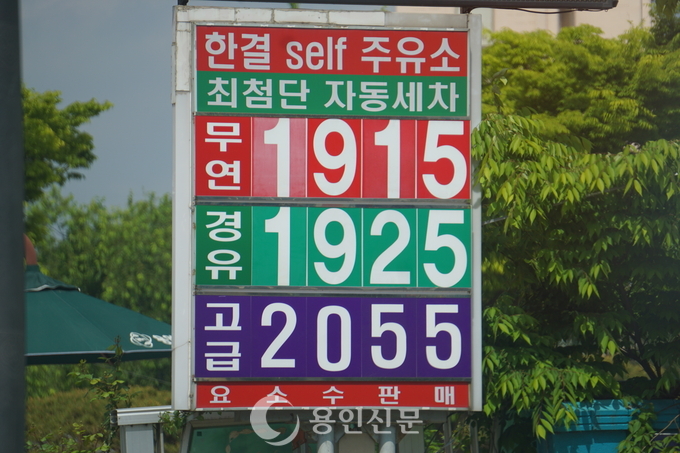 한결 self 주유소
최첨단 자동세차
무연 1915
경유 1925
고급 2055
요소수판매
용인신문